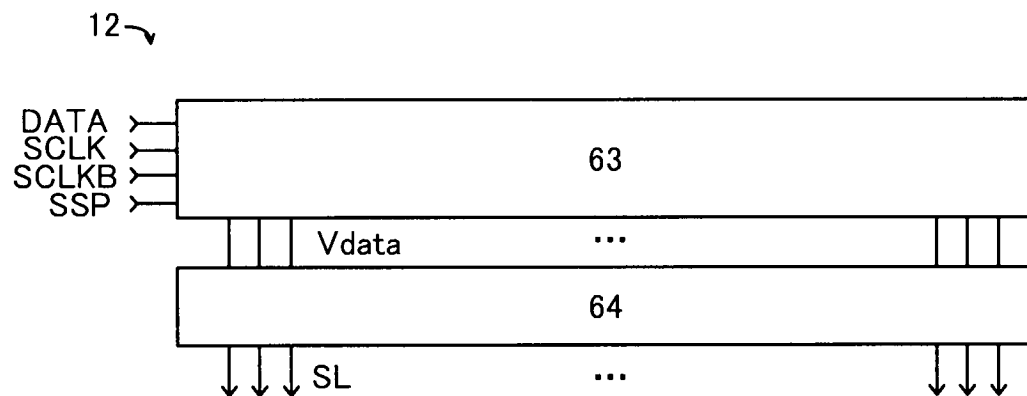 12
DATA
SCLK
SCLKB
SSP
63
Vdata ...
64
SL ...